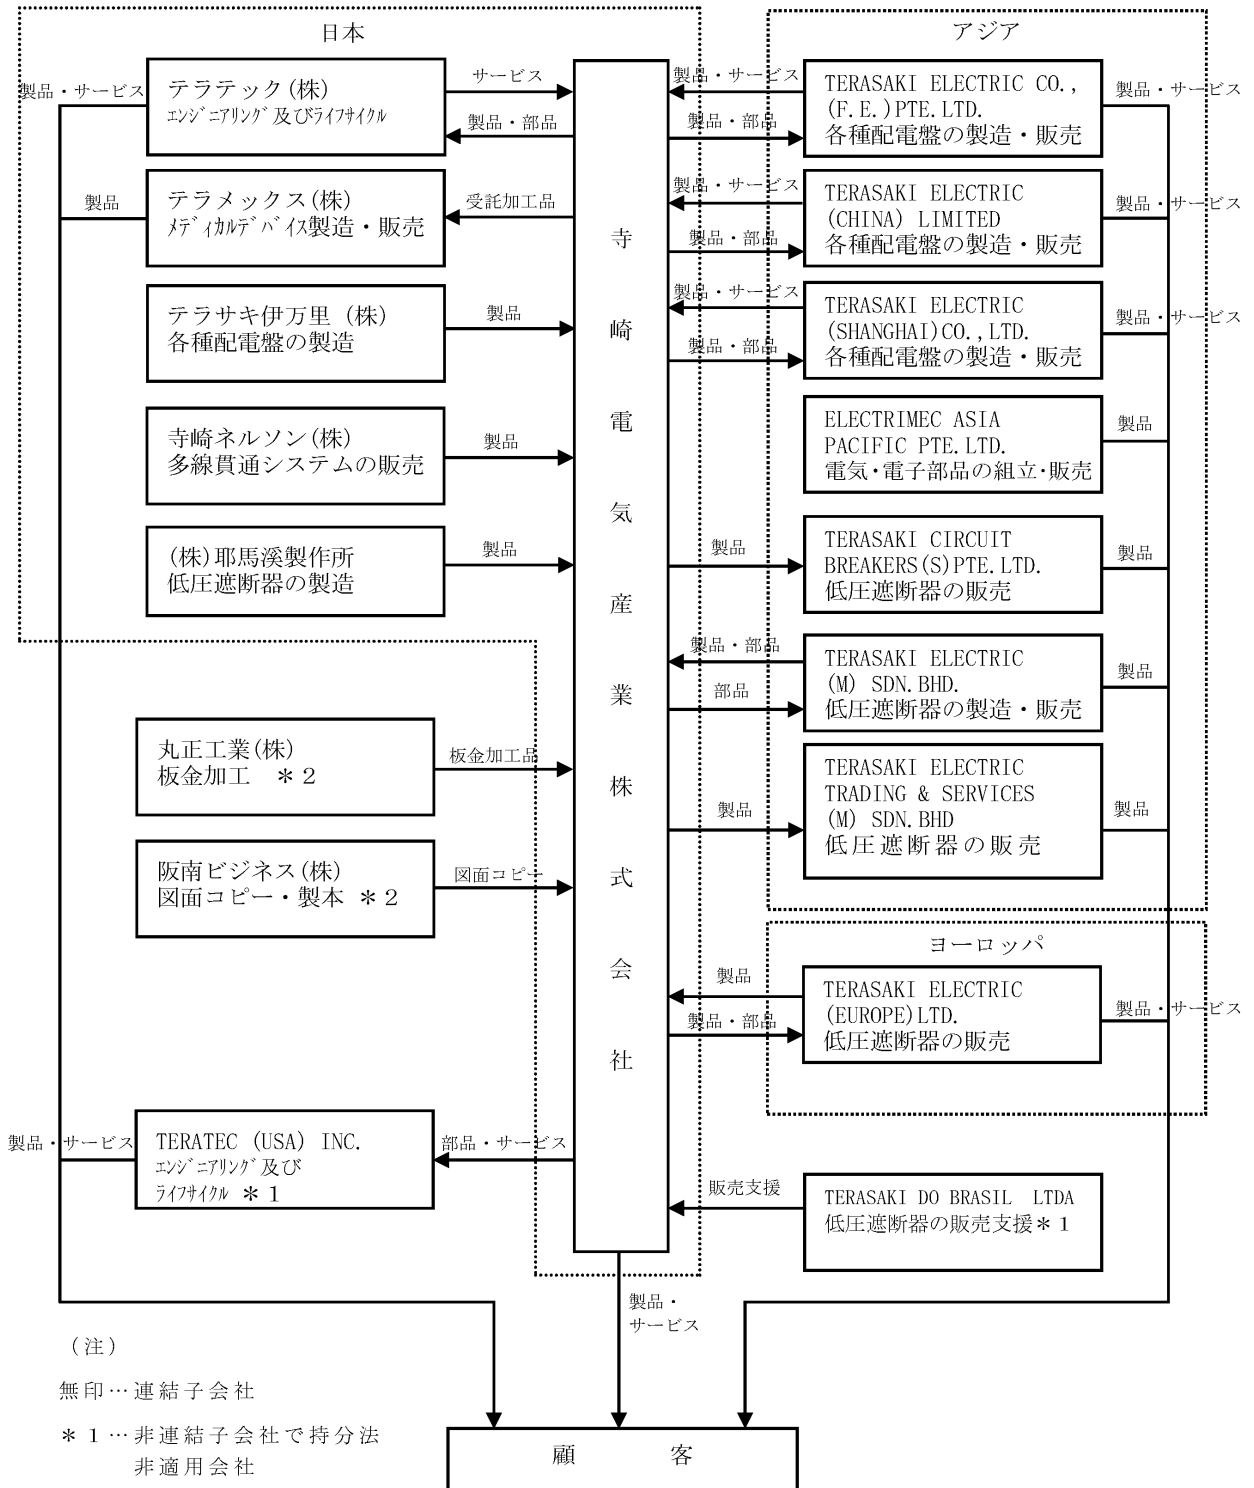 日本
テラテック(株)
エンジニアリング及びライフサイクル
製品・サービス
サービス
製品・部品
テラメックス(株)
メディカルデバイス製造・販売
製品
受託加工品
テラサキ伊万里 (株)
各種配電盤の製造
製品
寺崎ネルソン(株)
多線貫通システムの販売
製品
(株)耶馬溪製作所
低圧遮断器の製造
製品
丸正工業(株)
板金加工 *2
板金加工品
阪南ビジネス(株)
図面コピー・製本 *2
図面コピー
TERATEC (USA) INC.
エンジニアリング及び
ライフサイクル *1
製品・サービス
部品・サービス
寺崎電気産業株式会社
アジア
製品・サービス
製品・部品
TERASAKI ELECTRIC CO.,
(F.E.)PTE.LTD.
各種配電盤の製造・販売
製品・サービス
製品・サービス
製品・部品
TERASAKI ELECTRIC
(CHINA) LIMITED
各種配電盤の製造・販売
製品・サービス
製品・サービス
製品・部品
TERASAKI ELECTRIC
(SHANGHAI)CO.,LTD.
各種配電盤の製造・販売
製品・サービス
ELECTRIMEC ASIA
PACIFIC PTE.LTD.
電気・電子部品の組立・販売
製品
製品
TERASAKI CIRCUIT
BREAKERS(S)PTE.LTD.
低圧遮断器の販売
製品
製品・部品
部品
TERASAKI ELECTRIC
(M) SDN.BHD.
低圧遮断器の製造・販売
製品
製品
TERASAKI ELECTRIC
TRADING & SERVICES
(M) SDN.BHD
低圧遮断器の販売
製品
ヨーロッパ
製品
製品・部品
TERASAKI ELECTRIC
(EUROPE)LTD.
低圧遮断器の販売
製品・サービス
販売支援
TERASAKI DO BRASIL LTDA
低圧遮断器の販売支援*1
製品・
サービス
(注)
無印…連結子会社
*1…非連結子会社で持分法
非適用会社
顧 客